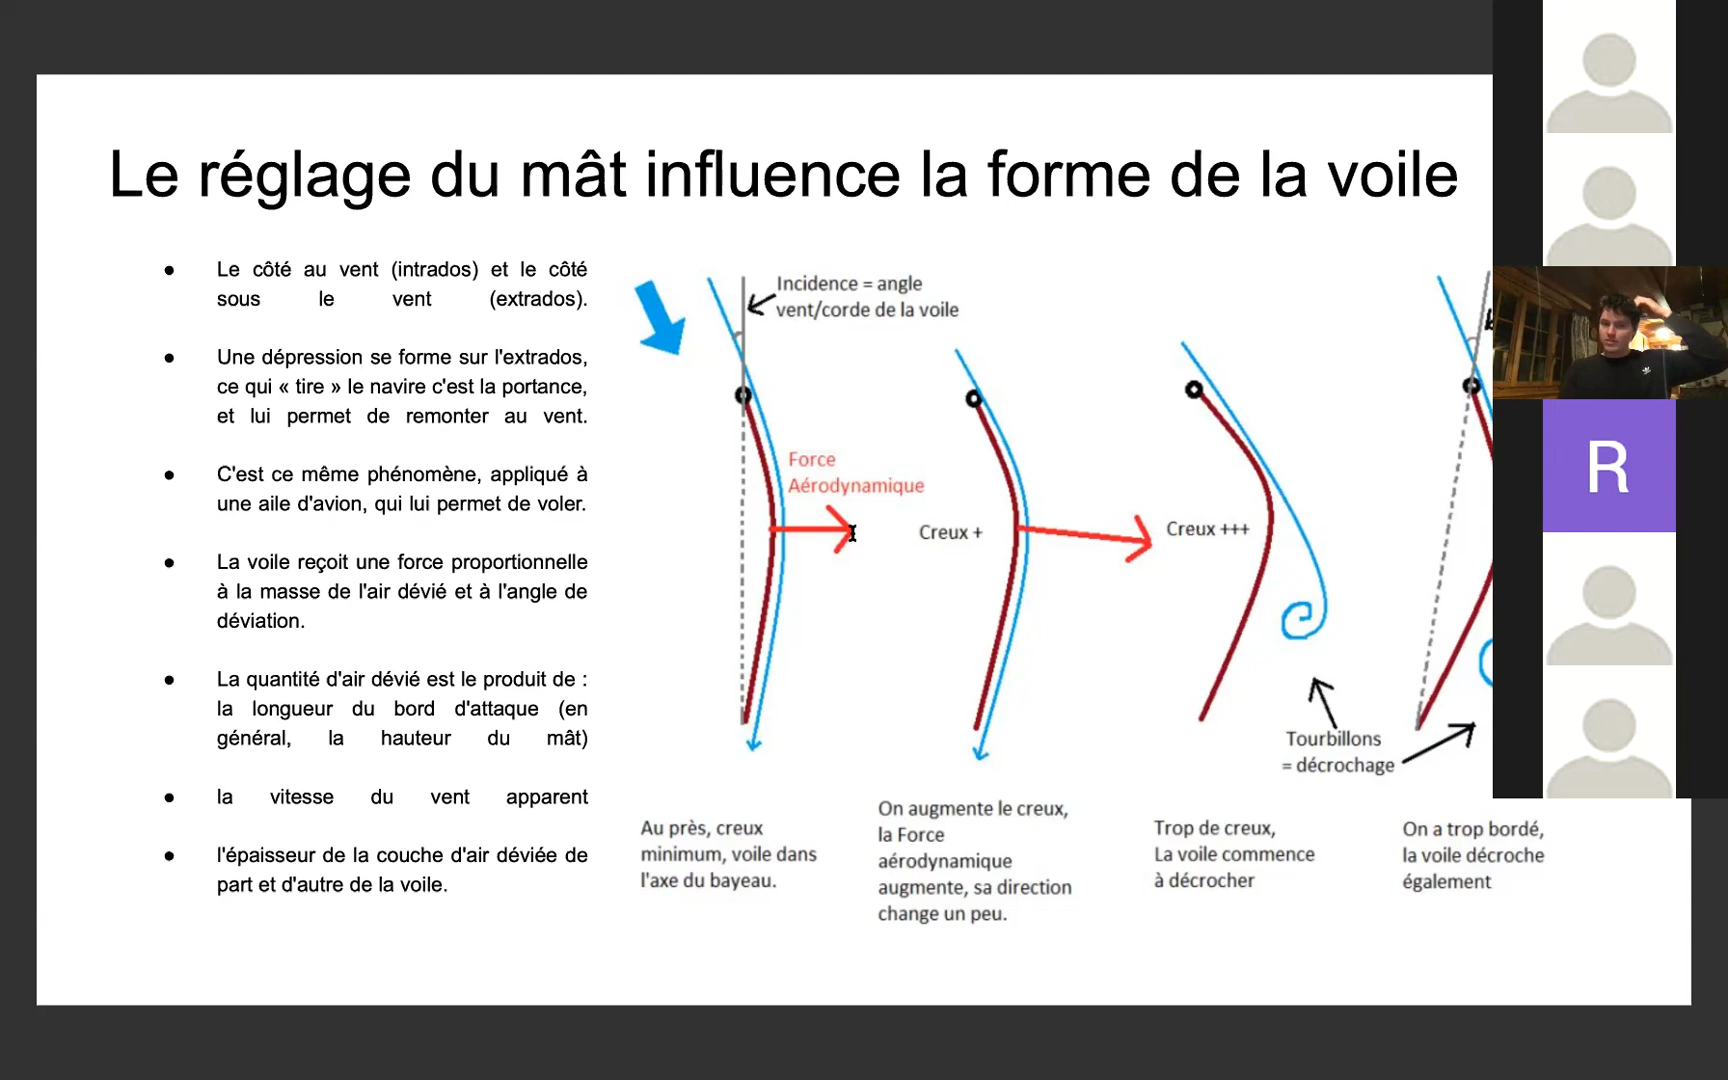 Le réglage du mât influence la forme de la voile
Le côté au vent (intrados) et le côté
sous le vent (extrados).
Une dépression se forme sur l'extrados,
ce qui « tire » le navire c'est la portance,
et lui permet de remonter au vent.
C'est ce même phénomène, appliqué à
une aile d'avion, qui lui permet de voler.
La voile reçoit une force proportionnelle
à la masse de l'air dévié et à l'angle de
déviation.
La quantité d'air dévié est le produit de :
la longueur du bord d'attaque (en
général, la hauteur du mât)
la vitesse du vent apparent
l'épaisseur de la couche d'air déviée de
part et d'autre de la voile.
Incidence = angle
vent/corde de la voile
Force
Aérodynamique
Creux +
Creux +++
Tourbillons
= décrochage
Au près, creux
minimum, voile dans
l'axe du bayeau.
On augmente le creux,
la Force
aérodynamique
augmente, sa direction
change un peu.
Trop de creux,
La voile commence
à décrocher
On a trop bordé,
la voile décroche
également
R